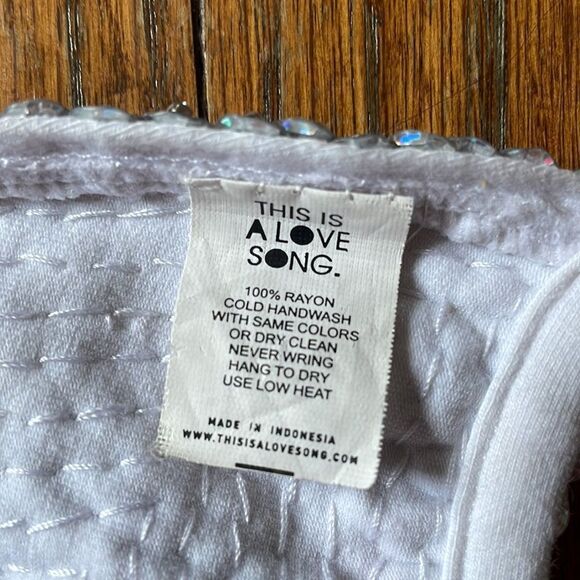 THIS IS
A LOVE
SONG.
100% RAYON
COLD HANDWASH
WITH SAME COLORS
OR DRY CLEAN
NEVER WRING
HANG TO DRY
USE LOW HEAT
MADE IN INDONESIA
WWW.THISISALOVESONG.COM